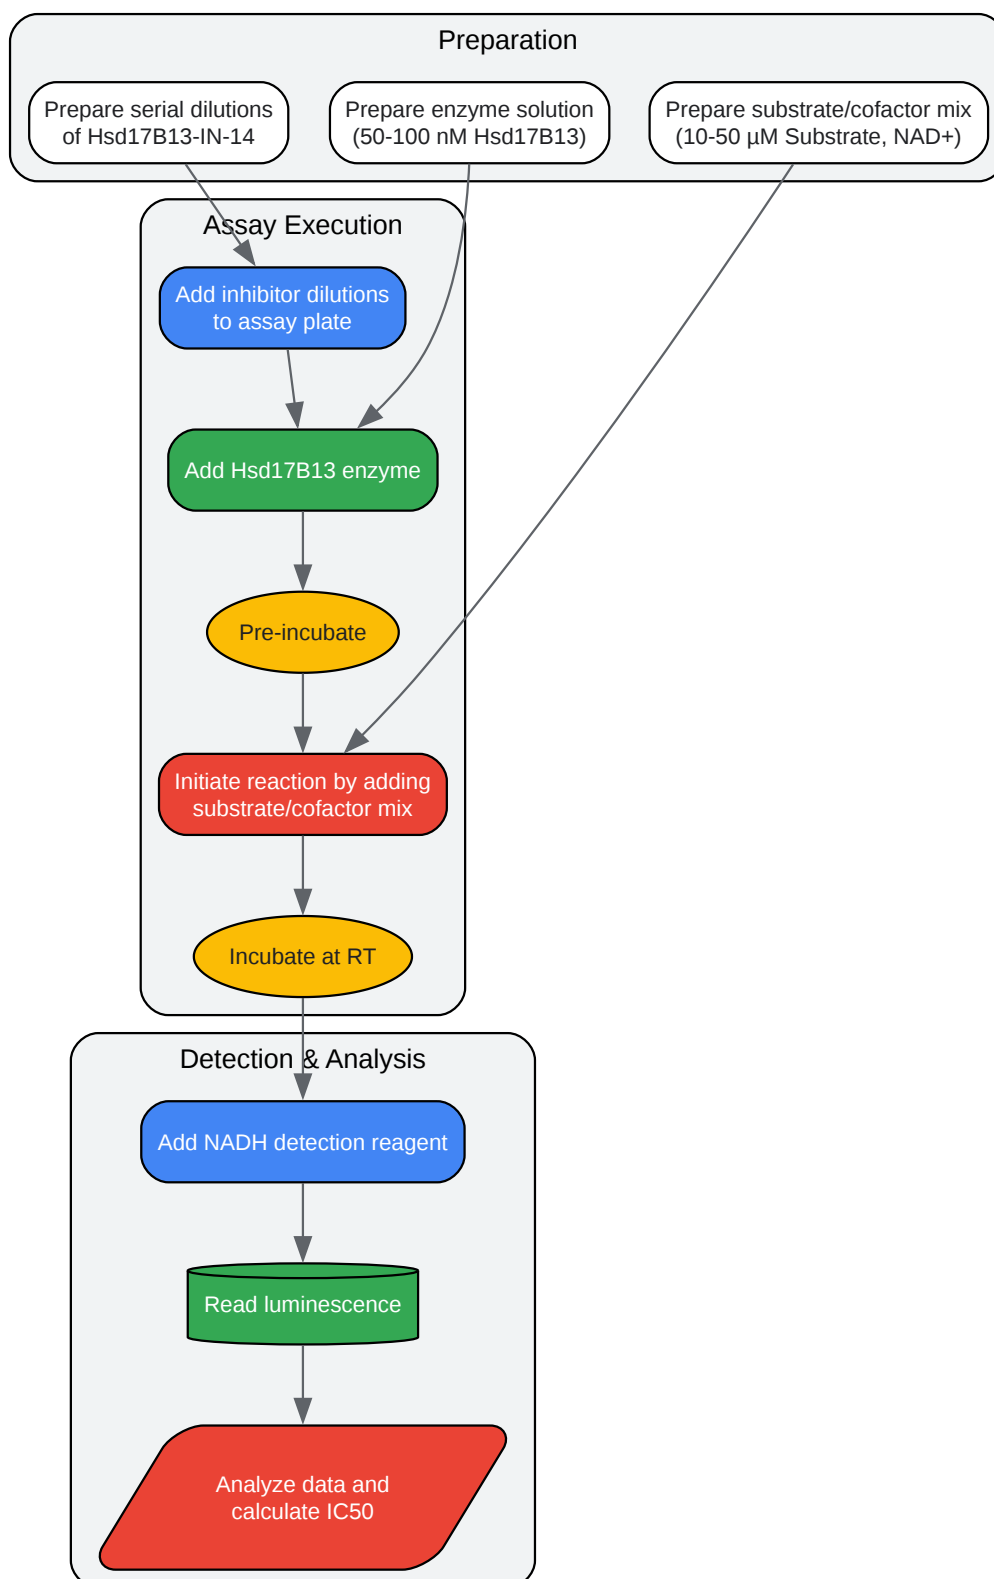 Preparation
Prepare serial dilutions
of Hsd17B13-IN-14
Prepare enzyme solution
(50-100 nM Hsd17B13)
Prepare substrate/cofactor mix
(10-50 µM Substrate, NAD+)
Assay Execution
Add inhibitor dilutions
to assay plate
Add Hsd17B13 enzyme
Pre-incubate
Initiate reaction by adding
substrate/cofactor mix
Incubate at RT
Detection & Analysis
Add NADH detection reagent
Read luminescence
Analyze data and
calculate IC50